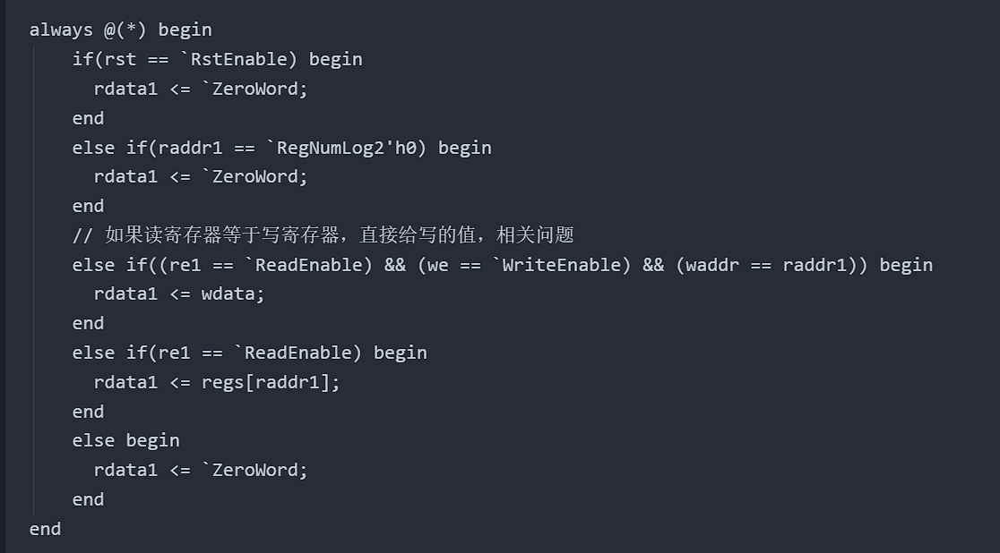 always @(*) begin
    if(rst == `RstEnable) begin
      rdata1 <= `ZeroWord;
    end
    else if(raddr1 == `RegNumLog2'h0) begin
      rdata1 <= `ZeroWord;
    end
    // 如果读寄存器等于写寄存器，直接给写的值，相关问题
    else if((re1 == `ReadEnable) && (we == `WriteEnable) && (waddr == raddr1)) begin
      rdata1 <= wdata;
    end
    else if(re1 == `ReadEnable) begin
      rdata1 <= regs[raddr1];
    end
    else begin
      rdata1 <= `ZeroWord;
    end
end